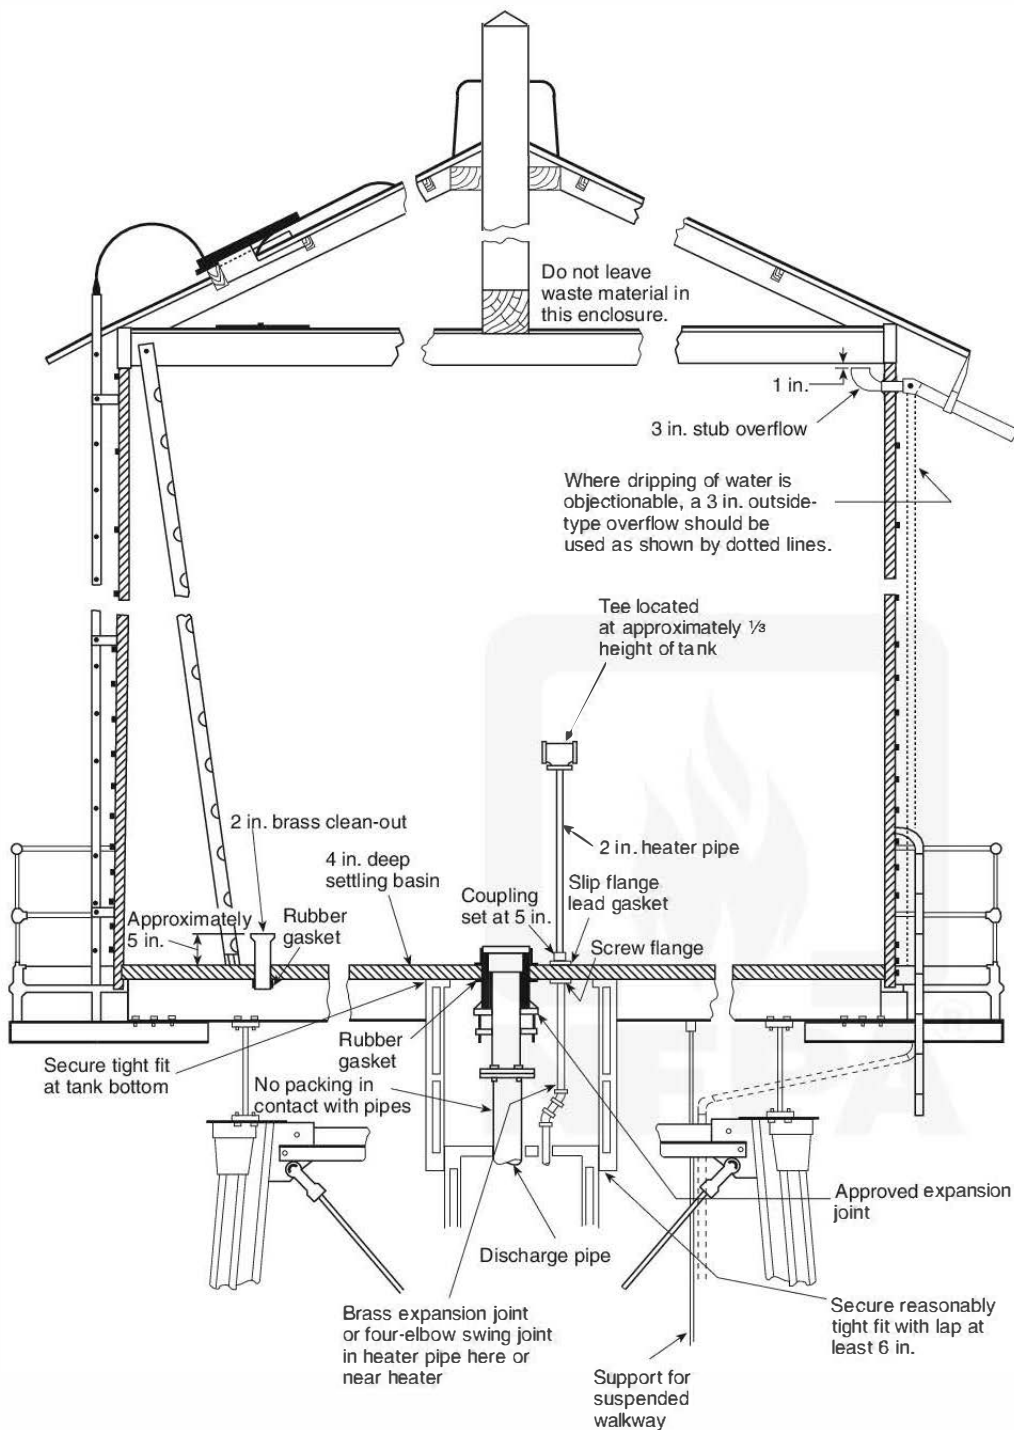 Do not leave
waste material in
this enclosure.
1 in.
3 in. stub overflow
Where dripping of water is
objectionable, a 3 in. outside-
type overflow should be
used as shown by dotted lines.
Tee located
at approximately ⅓
height of tank
2 in. brass clean-out
2 in. heater pipe
4 in. deep
settling basin
Coupling
set at 5 in.
Slip flange
lead gasket
Approximately
5 in.
Rubber
gasket
Screw flange
Secure tight fit
at tank bottom
Rubber
gasket
No packing in
contact with pipes
Approved expansion
joint
Discharge pipe
Brass expansion joint
or four-elbow swing joint
in heater pipe here or
near heater
Secure reasonably
tight fit with lap at
least 6 in.
Support for
suspended
walkway
NFPA
®